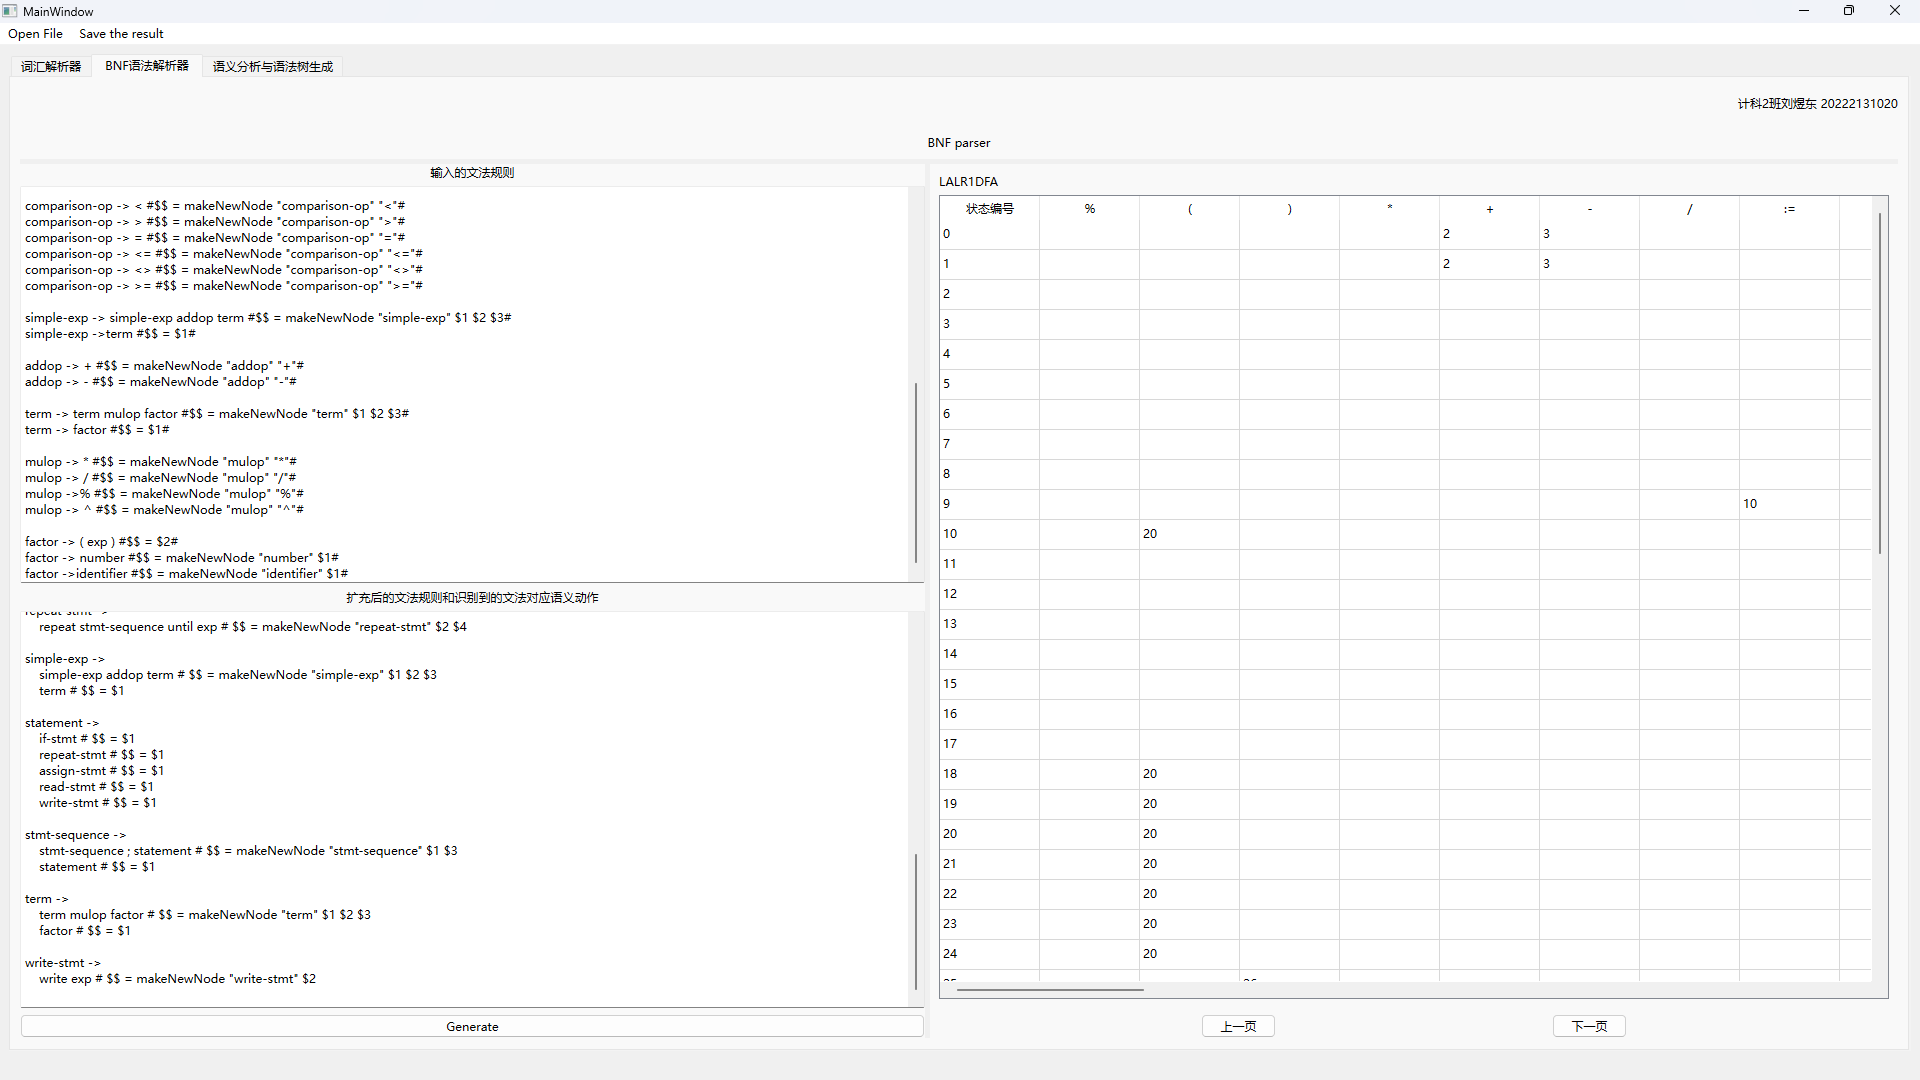 MainWindow
Open File Save the result
词汇解析器 BNF语法解析器 语义分析与语法树生成
计科2班刘煜东 20222131020
BNF parser
输入的文法规则
comparison-op -> < #$$ = makeNewNode "comparison-op" "<"#
comparison-op -> > #$$ = makeNewNode "comparison-op" ">"#
comparison-op -> = #$$ = makeNewNode "comparison-op" "="#
comparison-op -> <= #$$ = makeNewNode "comparison-op" "<="#
comparison-op -> <> #$$ = makeNewNode "comparison-op" "<>"#
comparison-op -> >= #$$ = makeNewNode "comparison-op" ">="#
simple-exp -> simple-exp addop term #$$ = makeNewNode "simple-exp" $1 $2 $3#
simple-exp ->term #$$ = $1#
addop -> + #$$ = makeNewNode "addop" "+"#
addop -> - #$$ = makeNewNode "addop" "-"#
term -> term mulop factor #$$ = makeNewNode "term" $1 $2 $3#
term -> factor #$$ = $1#
mulop -> * #$$ = makeNewNode "mulop" "*"#
mulop -> / #$$ = makeNewNode "mulop" "/"#
mulop ->% #$$ = makeNewNode "mulop" "%"#
mulop -> ^ #$$ = makeNewNode "mulop" "^"#
factor -> ( exp ) #$$ = $2#
factor -> number #$$ = makeNewNode "number" $1#
factor ->identifier #$$ = makeNewNode "identifier" $1#
扩充后的文法规则和识别到的文法对应语义动作
repeat-stmt ->
repeat stmt-sequence until exp # $$ = makeNewNode "repeat-stmt" $2 $4
simple-exp ->
simple-exp addop term # $$ = makeNewNode "simple-exp" $1 $2 $3
term # $$ = $1
statement ->
if-stmt # $$ = $1
repeat-stmt # $$ = $1
assign-stmt # $$ = $1
read-stmt # $$ = $1
write-stmt # $$ = $1
stmt-sequence ->
stmt-sequence ; statement # $$ = makeNewNode "stmt-sequence" $1 $3
statement # $$ = $1
term ->
term mulop factor # $$ = makeNewNode "term" $1 $2 $3
factor # $$ = $1
write-stmt ->
write exp # $$ = makeNewNode "write-stmt" $2
Generate
LALR1DFA
状态编号 % ( ) * + - / :=
0 2 3
1 2 3
2
3
4
5
6
7
8
9 10
10 20
11
12
13
14
15
16
17
18 20
19 20
20 20
21 20
22 20
23 20
24 20
上一页 下一页